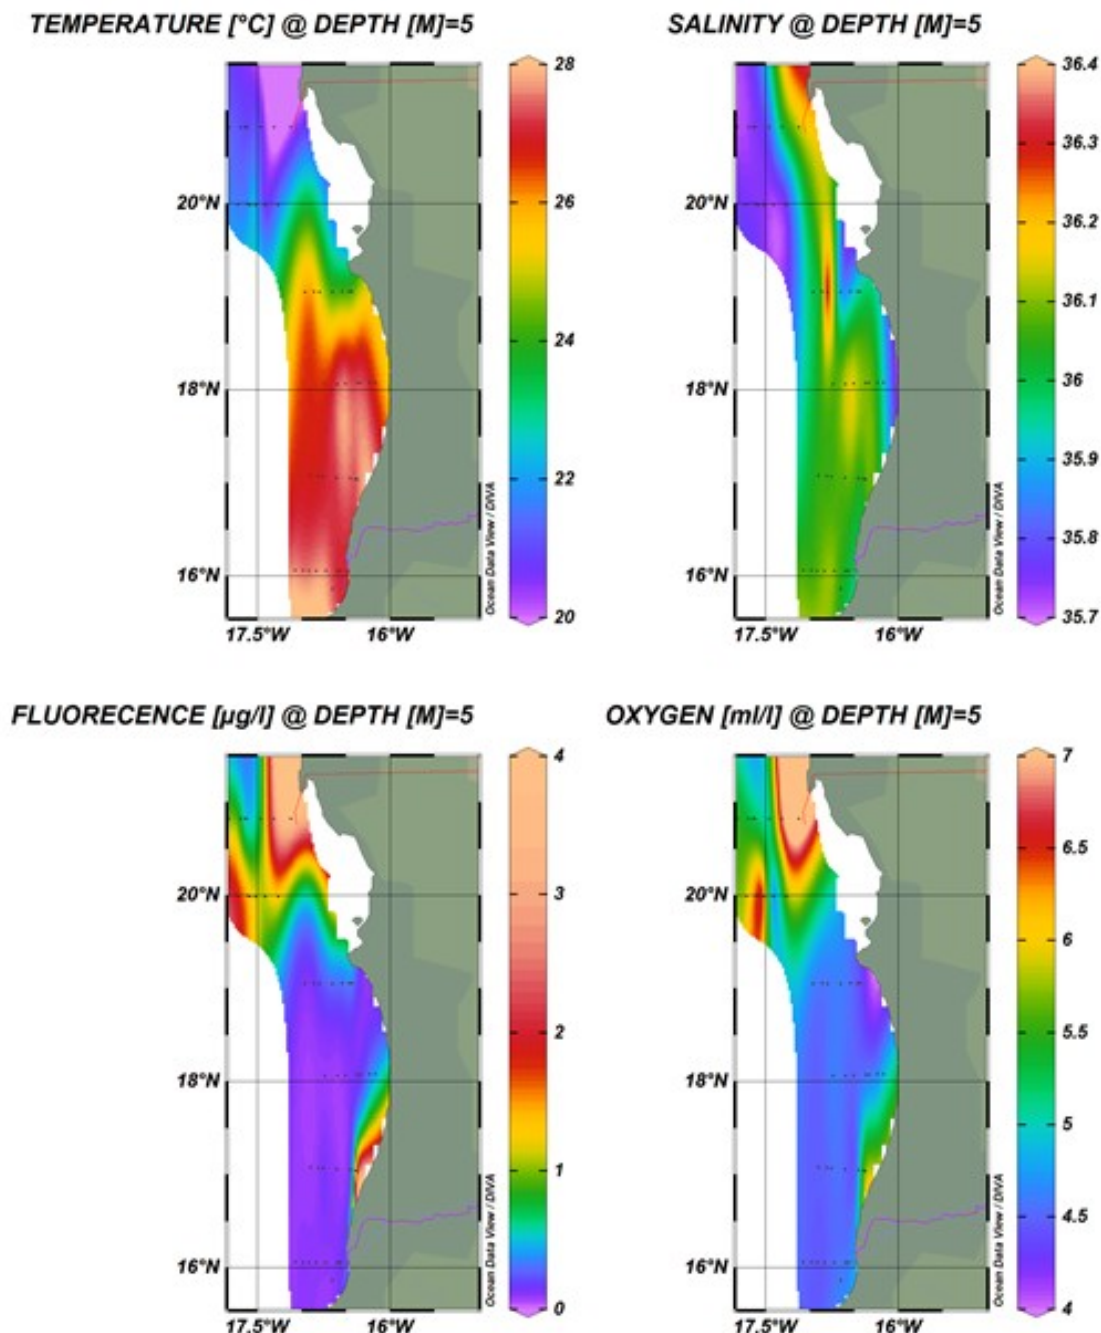 TEMPERATURE [°C] @ DEPTH [M]=5
28
26
24
22
20
20°N
18°N
16°N
17.5°W
16°W
Ocean Data View / DIVA
SALINITY @ DEPTH [M]=5
36.4
36.3
36.2
36.1
36
35.9
35.8
35.7
20°N
18°N
16°N
17.5°W
16°W
Ocean Data View / DIVA
FLUORECENCE [µg/l] @ DEPTH [M]=5
4
3
2
1
0
20°N
18°N
16°N
17.5°W
16°W
Ocean Data View / DIVA
OXYGEN [ml/l] @ DEPTH [M]=5
7
6.5
6
5.5
5
4.5
4
20°N
18°N
16°N
17.5°W
16°W
Ocean Data View / DIVA